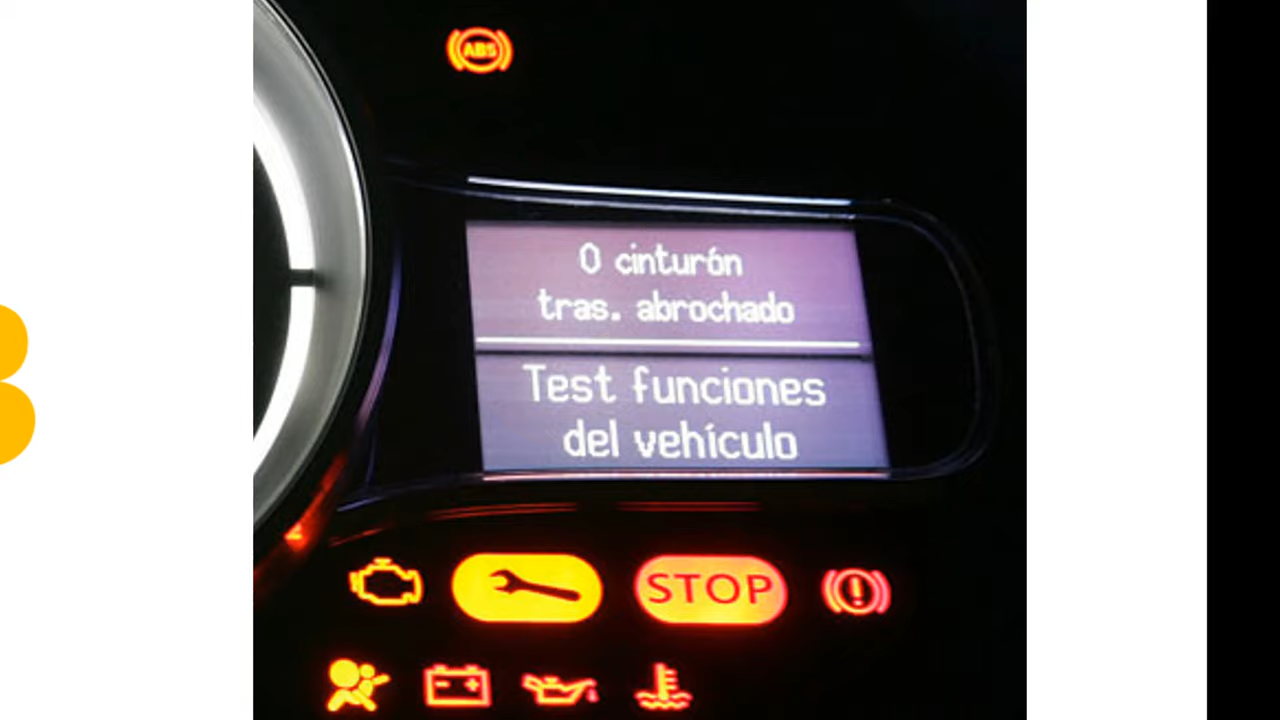 ABS
0 cinturón
tras. abrochado
Test funciones
del vehículo
STOP